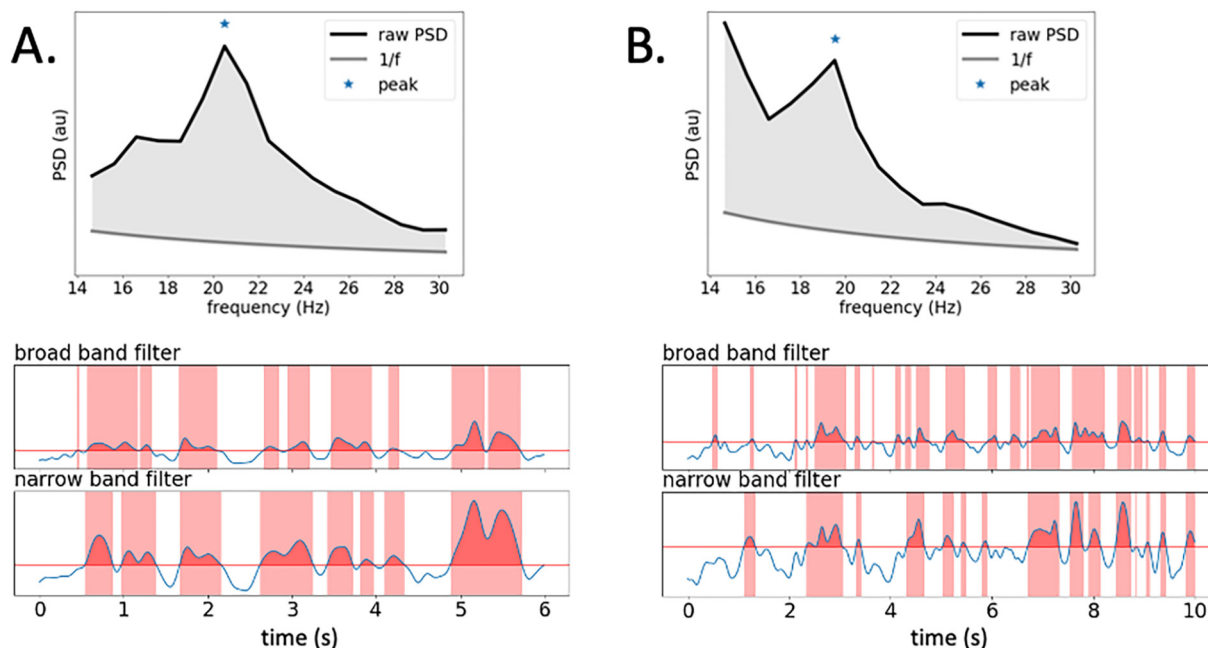 A.
raw PSD
1/f
peak
PSD (au)
14 16 18 20 22 24 26 28 30
frequency (Hz)
broad band filter
narrow band filter
0 1 2 3 4 5 6
time (s)
B.
raw PSD
1/f
peak
PSD (au)
14 16 18 20 22 24 26 28 30
frequency (Hz)
broad band filter
narrow band filter
0 2 4 6 8 10
time (s)